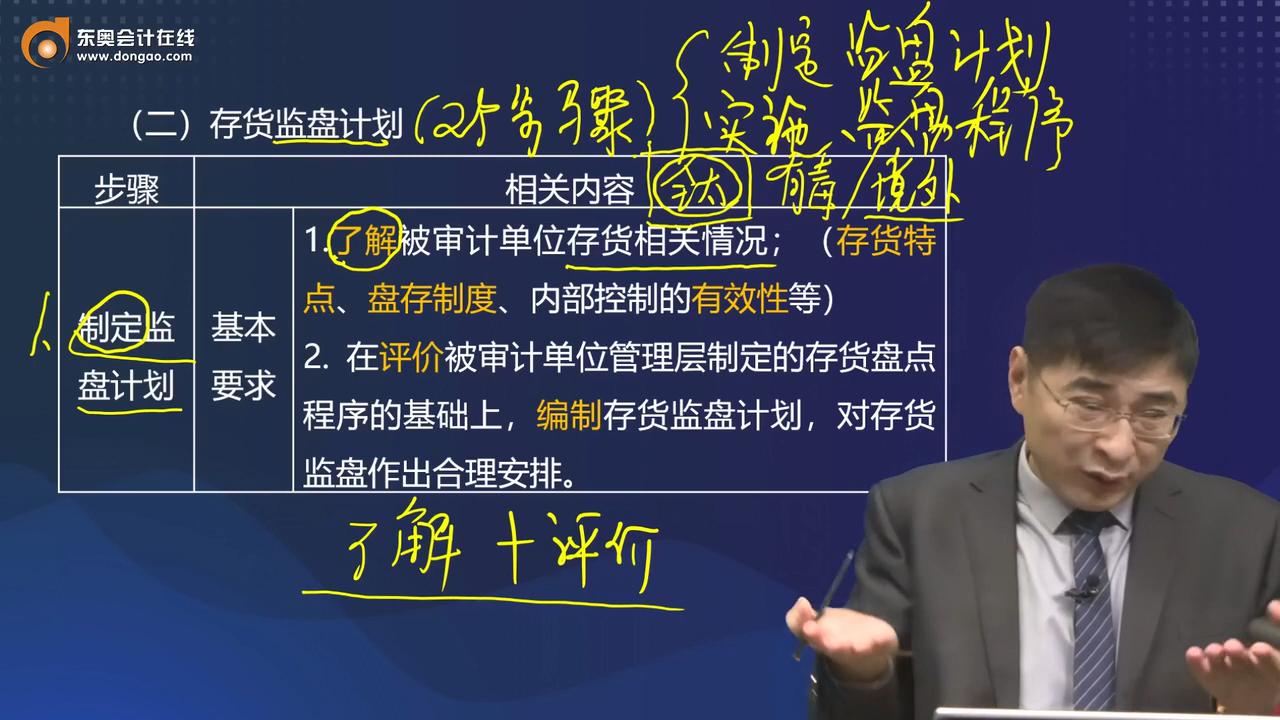 东奥会计在线
www.dongao.com
制定监盘计划
(二)存货监盘计划(2个步骤)
实施监盘程序
步骤
相关内容
有毒/境外
1.了解被审计单位存货相关情况;(存货特
点、盘存制度、内部控制的有效性等)
1、
制定监
盘计划
基本
要求
2. 在评价被审计单位管理层制定的存货盘点
程序的基础上,编制存货监盘计划,对存货
监盘作出合理安排。
了解+评价